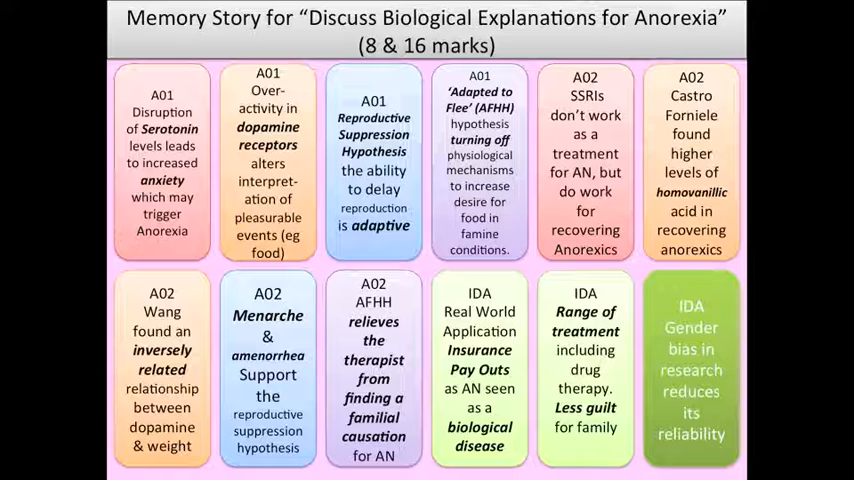 Memory Story for “Discuss Biological Explanations for Anorexia”
(8 & 16 marks)
A01
Disruption
of Serotonin
levels leads
to increased
anxiety
which may
trigger
Anorexia
A01
Over-
activity in
dopamine
receptors
alters
interpret-
ation of
pleasurable
events (eg
food)
A01
Reproductive
Suppression
Hypothesis
the ability
to delay
reproduction
is adaptive
A01
‘Adapted to
Flee’ (AFHH)
hypothesis
turning off
physiological
mechanisms
to increase
desire for
food in
famine
conditions.
A02
SSRIs
don’t work
as a
treatment
for AN, but
do work
for
recovering
Anorexics
A02
Castro
Forniele
found
higher
levels of
homovanillic
acid in
recovering
anorexics
A02
Wang
found an
inversely
related
relationship
between
dopamine
& weight
A02
Menarche
&
amenorrhea
Support
the
reproductive
suppression
hypothesis
A02
AFHH
relieves
the
therapist
from
finding a
familial
causation
for AN
IDA
Real World
Application
Insurance
Pay Outs
as AN seen
as a
biological
disease
IDA
Range of
treatment
including
drug
therapy.
Less guilt
for family
IDA
Gender
bias in
research
reduces
its
reliability